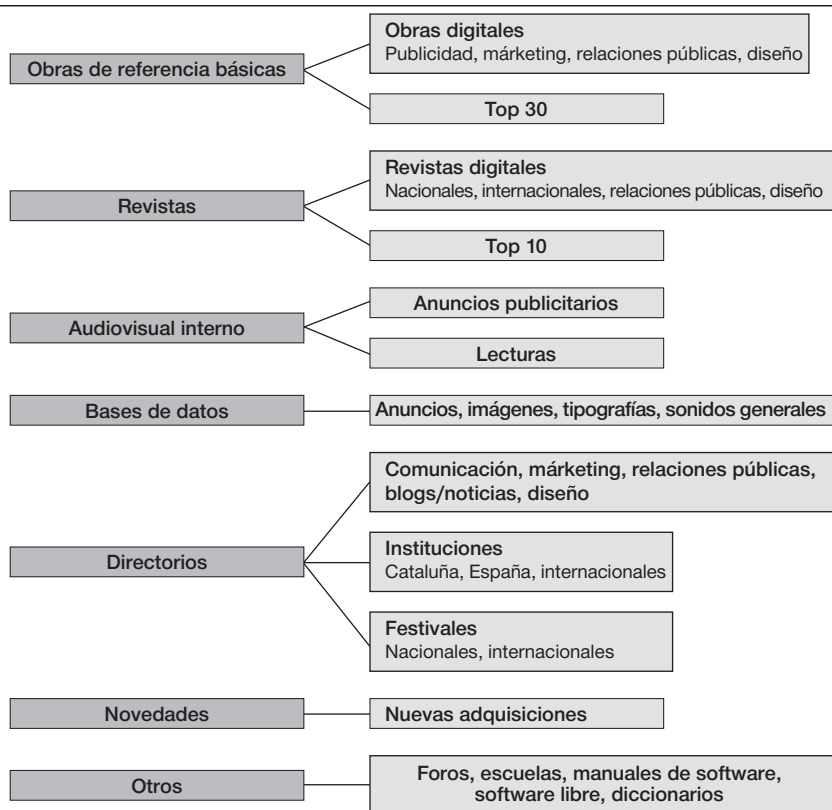 Obras de referencia básicas
Obras digitales
Publicidad, márketing, relaciones públicas, diseño
Top 30
Revistas
Revistas digitales
Nacionales, internacionales, relaciones públicas, diseño
Top 10
Audiovisual interno
Anuncios publicitarios
Lecturas
Bases de datos
Anuncios, imágenes, tipografías, sonidos generales
Directorios
Comunicación, márketing, relaciones públicas,
blogs/noticias, diseño
Instituciones
Cataluña, España, internacionales
Festivales
Nacionales, internacionales
Novedades
Nuevas adquisiciones
Otros
Foros, escuelas, manuales de software,
software libre, diccionarios